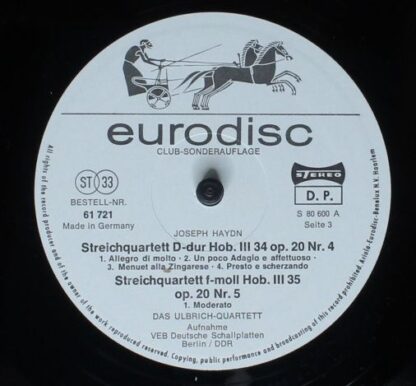 eurodisc
CLUB-SONDERAUFLAGE
ST 33
STEREO
BESTELL-NR.
61 721
Made in Germany
D. P.
S 80 600 A
Seite 3
JOSEPH HAYDN
Streichquartett D-dur Hob. III 34 op. 20 Nr. 4
1. Allegro di molto · 2. Un poco Adagio e affettuoso ·
3. Menuet alla Zingarese · 4. Presto e scherzando
Streichquartett f-moll Hob. III 35
op. 20 Nr. 5
1. Moderato
DAS ULBRICH-QUARTETT
Aufnahme
VEB Deutsche Schallplatten
Berlin / DDR
All rights of the record producer and of the owner of the work reproduced, reserved. Copying, public performance and broadcasting of this record prohibited Ariola-Eurodisc-Benelux N.V. Haarlem